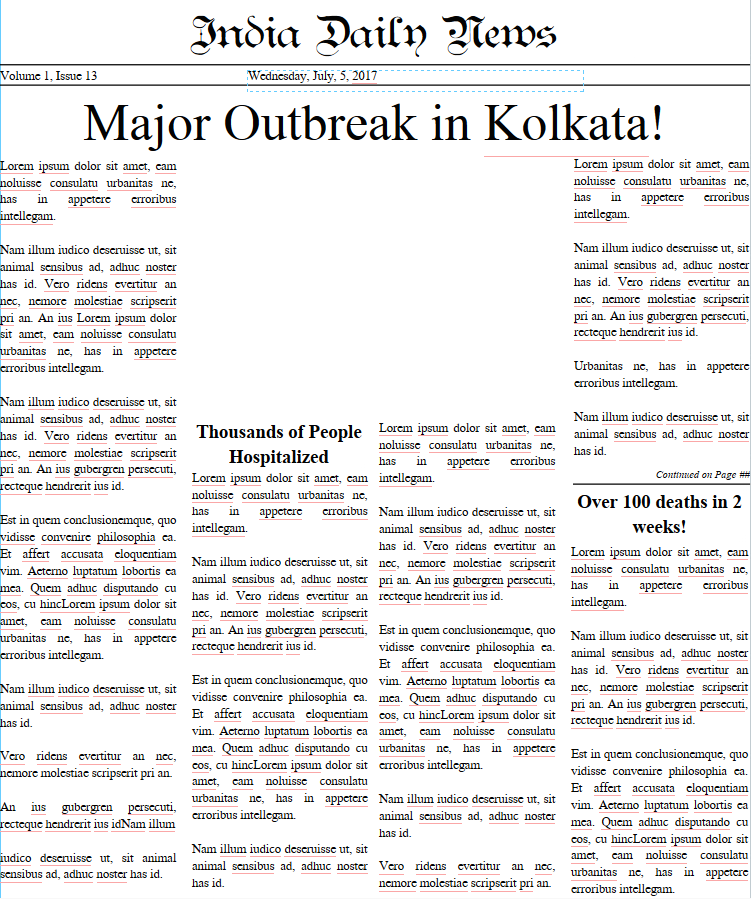 India Daily News
Volume 1, Issue 13
Wednesday, July, 5, 2017
Major Outbreak in Kolkata!
Lorem ipsum dolor sit amet, eam
noluisse consulatu urbanitas ne,
has in appetere erroribus
intellegam.
Nam illum iudico deseruisse ut, sit
animal sensibus ad, adhuc noster
has id. Vero ridens evertitur an
nec, nemore molestiae scripserit
pri an. An ius Lorem ipsum dolor
sit amet, eam noluisse consulatu
urbanitas ne, has in appetere
erroribus intellegam.
Nam illum iudico deseruisse ut, sit
animal sensibus ad, adhuc noster
has id. Vero ridens evertitur an
nec, nemore molestiae scripserit
pri an. An ius gubergren persecuti,
recteque hendrerit ius id.
Est in quem conclusionemque, quo
vidisse convenire philosophia ea.
Et affert accusata eloquentiam
vim. Aeterno luptatum lobortis ea
mea. Quem adhuc disputando cu
eos, cu hincLorem ipsum dolor sit
amet, eam noluisse consulatu
urbanitas ne, has in appetere
erroribus intellegam.
Nam illum iudico deseruisse ut, sit
animal sensibus ad, adhuc noster
has id.
Vero ridens evertitur an nec,
nemore molestiae scripserit pri an.
An ius gubergren persecuti,
recteque hendrerit ius idNam illum
iudico deseruisse ut, sit animal
sensibus ad, adhuc noster has id.
Thousands of People
Hospitalized
Lorem ipsum dolor sit amet, eam
noluisse consulatu urbanitas ne,
has in appetere erroribus
intellegam.
Nam illum iudico deseruisse ut, sit
animal sensibus ad, adhuc noster
has id. Vero ridens evertitur an
nec, nemore molestiae scripserit
pri an. An ius gubergren persecuti,
recteque hendrerit ius id.
Est in quem conclusionemque, quo
vidisse convenire philosophia ea.
Et affert accusata eloquentiam
vim. Aeterno luptatum lobortis ea
mea. Quem adhuc disputando cu
eos, cu hincLorem ipsum dolor sit
amet, eam noluisse consulatu
urbanitas ne, has in appetere
erroribus intellegam.
Nam illum iudico deseruisse ut, sit
animal sensibus ad, adhuc noster
has id.
Lorem ipsum dolor sit amet, eam
noluisse consulatu urbanitas ne,
has in appetere erroribus
intellegam.
Nam illum iudico deseruisse ut, sit
animal sensibus ad, adhuc noster
has id. Vero ridens evertitur an
nec, nemore molestiae scripserit
pri an. An ius gubergren persecuti,
recteque hendrerit ius id.
Est in quem conclusionemque, quo
vidisse convenire philosophia ea.
Et affert accusata eloquentiam
vim. Aeterno luptatum lobortis ea
mea. Quem adhuc disputando cu
eos, cu hincLorem ipsum dolor sit
amet, eam noluisse consulatu
urbanitas ne, has in appetere
erroribus intellegam.
Nam illum iudico deseruisse ut, sit
animal sensibus ad, adhuc noster
has id.
Vero ridens evertitur an nec,
nemore molestiae scripserit pri an.
Lorem ipsum dolor sit amet, eam
noluisse consulatu urbanitas ne,
has in appetere erroribus
intellegam.
Nam illum iudico deseruisse ut, sit
animal sensibus ad, adhuc noster
has id. Vero ridens evertitur an
nec, nemore molestiae scripserit
pri an. An ius gubergren persecuti,
recteque hendrerit ius id.
Urbanitas ne, has in appetere
erroribus intellegam.
Nam illum iudico deseruisse ut, sit
animal sensibus ad, adhuc noster
has id.
Continued on Page ##
Over 100 deaths in 2
weeks!
Lorem ipsum dolor sit amet, eam
noluisse consulatu urbanitas ne,
has in appetere erroribus
intellegam.
Nam illum iudico deseruisse ut, sit
animal sensibus ad, adhuc noster
has id. Vero ridens evertitur an
nec, nemore molestiae scripserit
pri an. An ius gubergren persecuti,
recteque hendrerit ius id.
Est in quem conclusionemque, quo
vidisse convenire philosophia ea.
Et affert accusata eloquentiam
vim. Aeterno luptatum lobortis ea
mea. Quem adhuc disputando cu
eos, cu hincLorem ipsum dolor sit
amet, eam noluisse consulatu
urbanitas ne, has in appetere
erroribus intellegam.